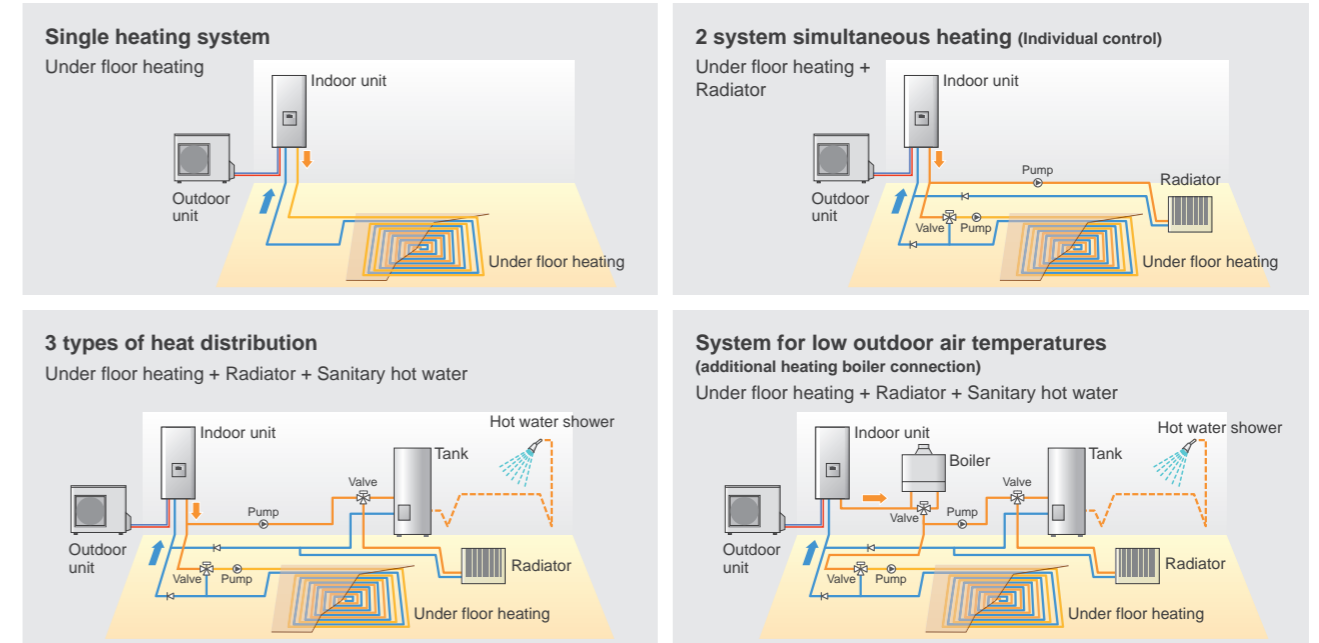 Single heating system
Under floor heating
Indoor unit
Outdoor
unit
Under floor heating
2 system simultaneous heating (Individual control)
Under floor heating +
Radiator
Indoor unit
Pump
Radiator
Outdoor
unit
Valve
Pump
Under floor heating
3 types of heat distribution
Under floor heating + Radiator + Sanitary hot water
Hot water shower
Indoor unit
Tank
Valve
Pump
Outdoor
unit
Radiator
Valve
Pump
Under floor heating
System for low outdoor air temperatures
(additional heating boiler connection)
Under floor heating + Radiator + Sanitary hot water
Hot water shower
Indoor unit
Boiler
Tank
Valve
Valve
Pump
Outdoor
unit
Radiator
Valve
Pump
Under floor heating